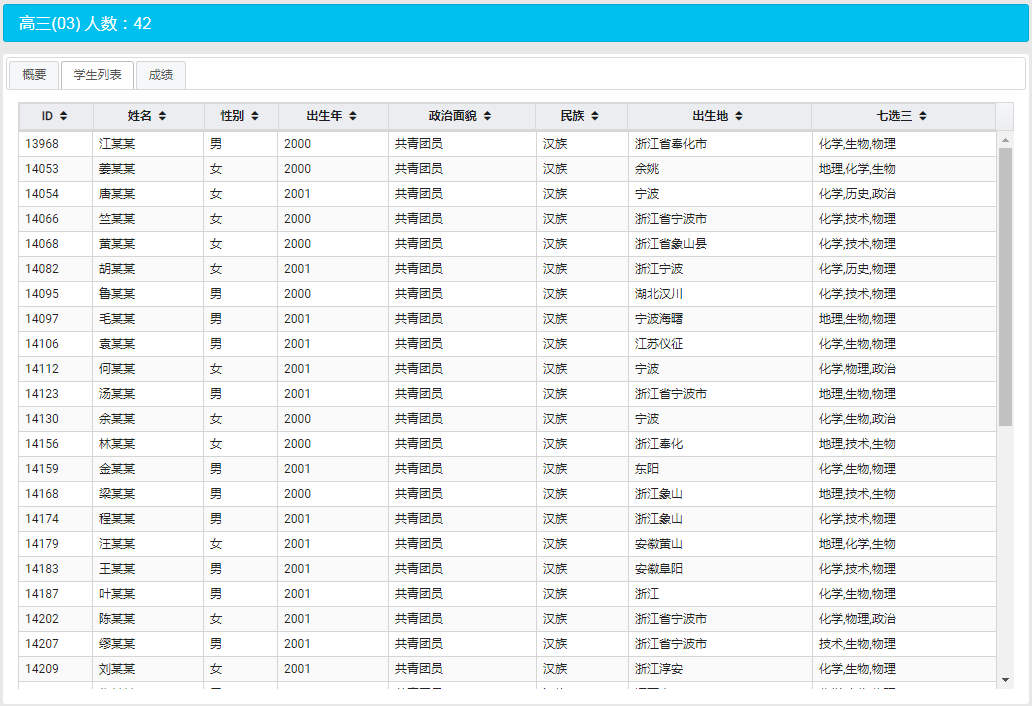 高三(03) 人数：42
概要 学生列表 成绩
ID 姓名 性别 出生年 政治面貌 民族 出生地 七选三
13968 江某某 男 2000 共青团员 汉族 浙江省奉化市 化学,生物,物理
14053 姜某某 女 2000 共青团员 汉族 余姚 地理,化学,生物
14054 唐某某 女 2001 共青团员 汉族 宁波 化学,历史,政治
14066 竺某某 女 2000 共青团员 汉族 浙江省宁波市 化学,技术,物理
14068 黄某某 女 2000 共青团员 汉族 浙江省象山县 化学,技术,物理
14082 胡某某 女 2001 共青团员 汉族 浙江宁波 化学,历史,物理
14095 鲁某某 男 2000 共青团员 汉族 湖北汉川 化学,技术,物理
14097 毛某某 男 2001 共青团员 汉族 宁波海曙 地理,生物,物理
14106 袁某某 男 2001 共青团员 汉族 江苏仪征 化学,生物,物理
14112 何某某 女 2001 共青团员 汉族 宁波 化学,物理,政治
14123 汤某某 男 2001 共青团员 汉族 浙江省宁波市 地理,生物,物理
14130 余某某 女 2000 共青团员 汉族 宁波 化学,生物,政治
14156 林某某 女 2000 共青团员 汉族 浙江奉化 地理,技术,生物
14159 金某某 男 2001 共青团员 汉族 东阳 化学,生物,物理
14168 梁某某 男 2000 共青团员 汉族 浙江象山 地理,技术,生物
14174 程某某 男 2001 共青团员 汉族 浙江象山 化学,技术,物理
14179 汪某某 女 2001 共青团员 汉族 安徽黄山 地理,化学,生物
14183 王某某 男 2001 共青团员 汉族 安徽阜阳 化学,技术,物理
14187 叶某某 男 2001 共青团员 汉族 浙江 化学,生物,物理
14202 陈某某 女 2001 共青团员 汉族 浙江省宁波市 化学,物理,政治
14207 缪某某 男 2001 共青团员 汉族 浙江省宁波市 技术,生物,物理
14209 刘某某 女 2001 共青团员 汉族 浙江淳安 化学,生物,物理